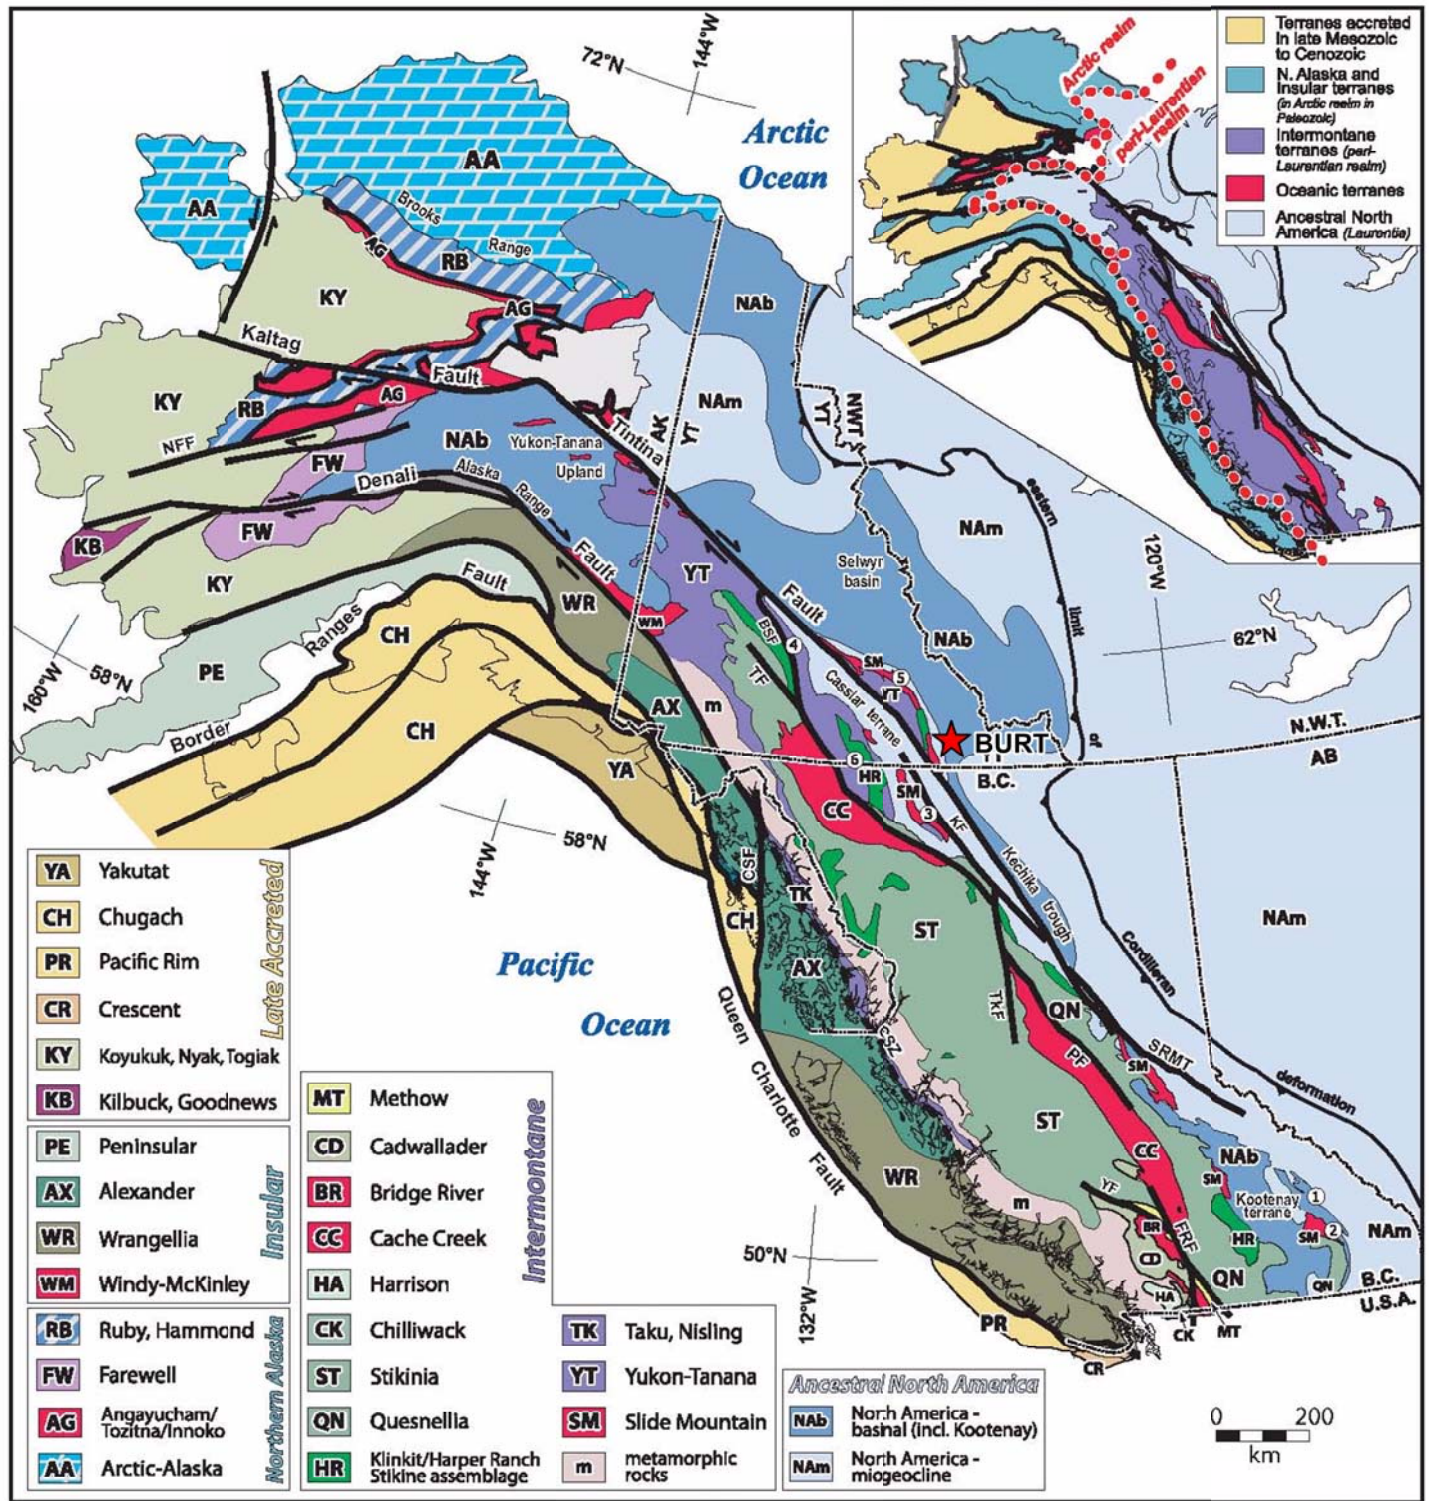 72°N
144°W
Arctic
Ocean
Arctic realm
peri-Laurentian
realm
Terranes accreted
in late Mesozoic
to Cenozoic
N. Alaska and
Insular terranes
(in Arctic realm in
Paleozoic)
Intermontane
terranes (peri-
Laurentian realm)
Oceanic terranes
Ancestral North
America (Laurentia)
AA
AA
Brooks
Range
RB
AG
AG
KY
NAb
Kaltag
Fault
KY
RB
AG
NFF
NAm
AK
YT
YT
NWT
NAb
Yukon-Tanana
Upland
Tintina
FW
Denali
Alaska
Range
FW
KB
KY
Fault
Fault
WR
YT
WM
Fault
Selwyr
basin
NAm
NAb
eastern
limit
of
120°W
62°N
160°W
58°N
PE
Ranges
Border
CH
CH
YA
AX
m
BSF
TF
4
SM
5
YT
Cassiar terrane
BURT
N.W.T.
AB
B.C.
6
HR
SM
3
KF
CC
Kechika
trough
144°W
58°N
CSF
CH
TK
AX
ST
NAm
Cordilleran
deformation
Pacific
Ocean
Queen
Charlotte
Fault
CSZ
TkF
QN
PF
SM
SRMT
ST
CC
NAb
SM
Kootenay
terrane
1
2
SM
HR
NAm
WR
m
YF
BR
FRF
CD
HA
QN
QN
B.C.
U.S.A.
50°N
132°W
PR
CR
CK
MT
YA Yakutat
CH Chugach
PR Pacific Rim
CR Crescent
KY Koyukuk, Nyak, Togiak
KB Kilbuck, Goodnews
Late Accreted
PE Peninsular
AX Alexander
WR Wrangellia
WM Windy-McKinley
Insular
RB Ruby, Hammond
FW Farewell
AG Angayucham/
Tozitna/Innoko
AA Arctic-Alaska
Northern Alaska
MT Methow
CD Cadwallader
BR Bridge River
CC Cache Creek
HA Harrison
CK Chilliwack
ST Stikinia
QN Quesnellia
HR Klinkit/Harper Ranch
Stikine assemblage
Intermontane
TK Taku, Nisling
YT Yukon-Tanana
SM Slide Mountain
m metamorphic
rocks
Ancestral North America
NAb North America -
basinal (incl. Kootenay)
NAm North America -
miogeocline
0 200
km